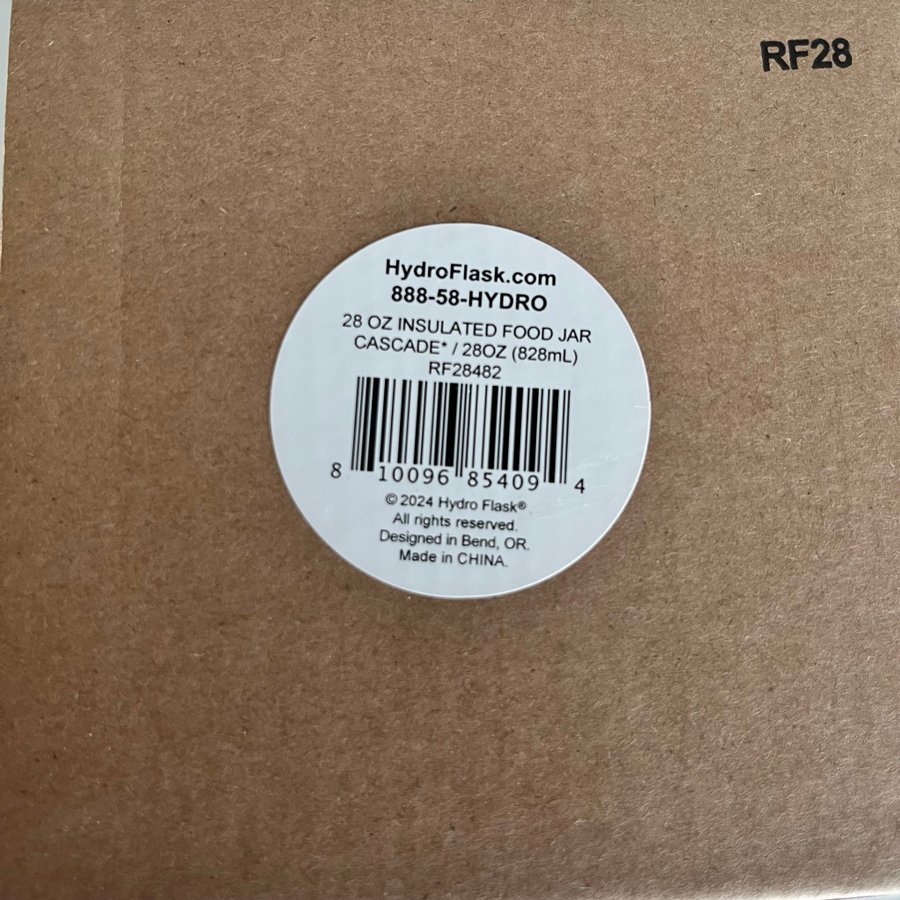 RF28
HydroFlask.com
888-58-HYDRO
28 OZ INSULATED FOOD JAR
CASCADE* / 28OZ (828mL)
RF28482
8 10096 85409 4
© 2024 Hydro Flask®
All rights reserved.
Designed in Bend, OR.
Made in CHINA.